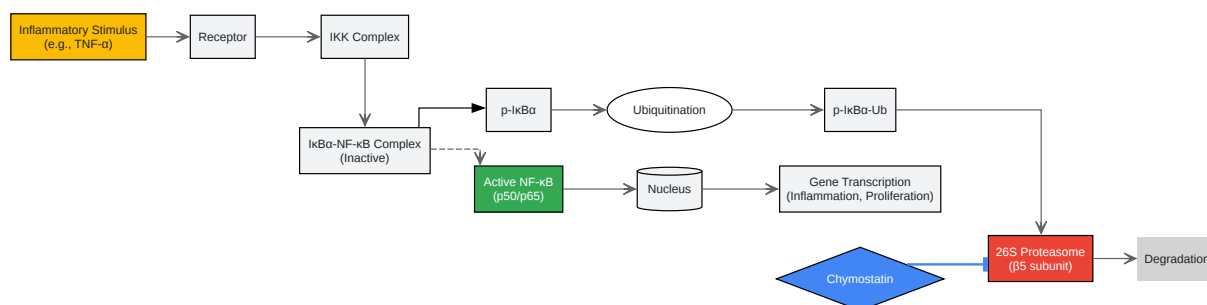 Inflammatory Stimulus
(e.g., TNF-α)
Receptor
IKK Complex
p-IκBα
Ubiquitination
p-IκBα-Ub
IκBα-NF-κB Complex
(Inactive)
Active NF-κB
(p50/p65)
Nucleus
Gene Transcription
(Inflammation, Proliferation)
26S Proteasome
(β5 subunit)
Degradation
Chymostatin